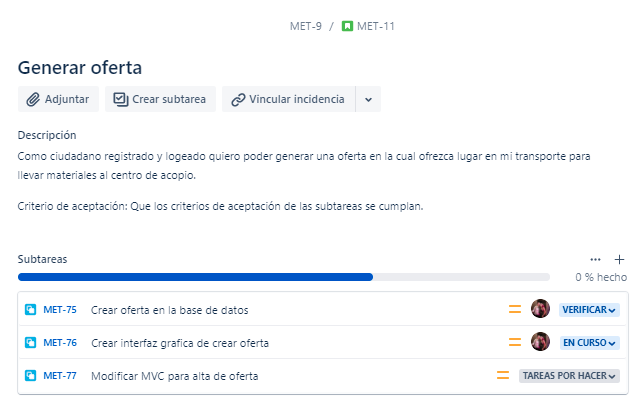 MET-9 / MET-11
Generar oferta
Adjuntar Crear subtarea Vincular incidencia
Descripción
Como ciudadano registrado y logeado quiero poder generar una oferta en la cual ofrezca lugar en mi transporte para
llevar materiales al centro de acopio.
Criterio de aceptación: Que los criterios de aceptación de las subtareas se cumplan.
Subtareas
0 % hecho
MET-75 Crear oferta en la base de datos VERIFICAR
MET-76 Crear interfaz grafica de crear oferta EN CURSO
MET-77 Modificar MVC para alta de oferta TAREAS POR HACER